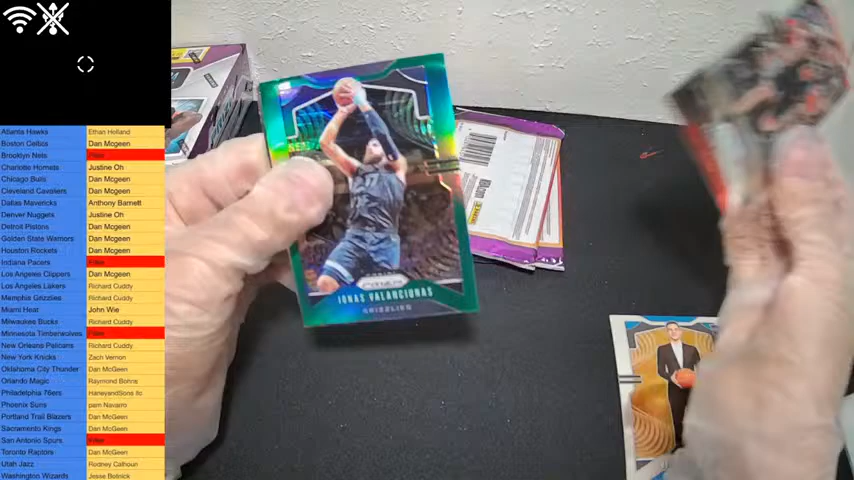 Atlanta Hawks Ethan Holland
Boston Celtics Dan Mcgeen
Brooklyn Nets
Charlotte Hornets Justine Oh
Chicago Bulls Dan Mcgeen
Cleveland Cavaliers Dan Mcgeen
Dallas Mavericks Anthony Barnett
Denver Nuggets Justine Oh
Detroit Pistons Dan Mcgeen
Golden State Warriors Dan Mcgeen
Houston Rockets Dan Mcgeen
Indiana Pacers
Los Angeles Clippers Dan Mcgeen
Los Angeles Lakers Richard Cuddy
Memphis Grizzlies Richard Cuddy
Miami Heat John Wie
Milwaukee Bucks Richard Cuddy
Minnesota Timberwolves
New Orleans Pelicans Richard Cuddy
New York Knicks Zach Vernon
Oklahoma City Thunder Dan McGeen
Orlando Magic Raymond Bohns
Philadelphia 76ers HaneyandSons llc
Phoenix Suns pam Navarro
Portland Trail Blazers Dan McGeen
Sacramento Kings Dan McGeen
San Antonio Spurs
Toronto Raptors Dan McGeen
Utah Jazz Rodney Calhoun
Washington Wizards Jesse Bolnick
PRIZM
JONAS VALANCIUNAS
GRIZZLIES
PANINI